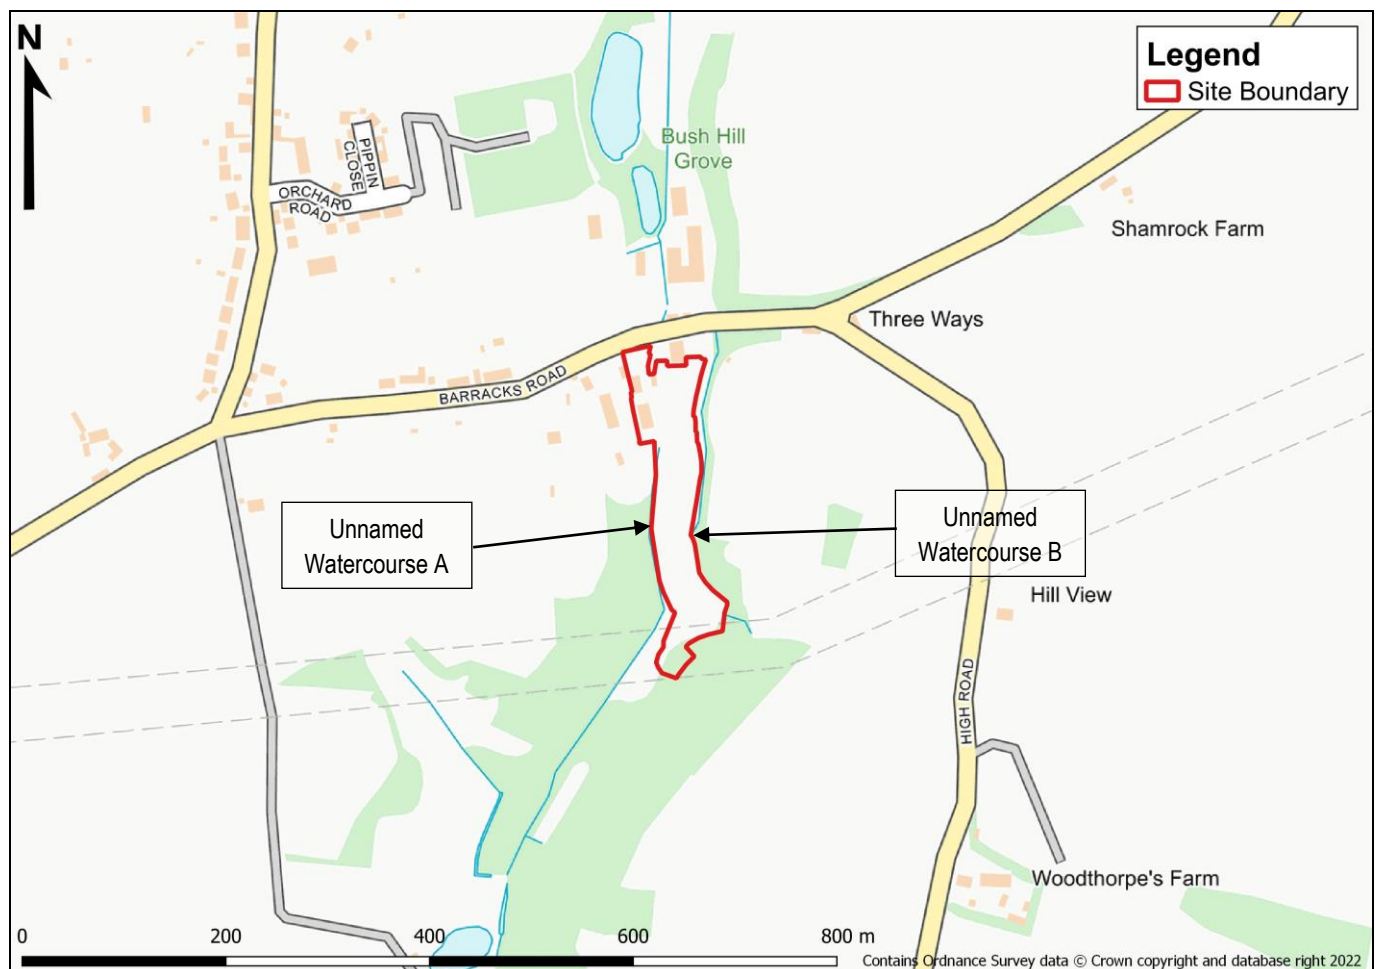 N
Legend
Site Boundary
Bush Hill
Grove
PIPPIN
CLOSE
ORCHARD
ROAD
Shamrock Farm
Three Ways
BARRACKS ROAD
Unnamed
Watercourse A
Unnamed
Watercourse B
Hill View
HIGH ROAD
Woodthorpe's Farm
0 200 400 600 800 m
Contains Ordnance Survey data © Crown copyright and database right 2022